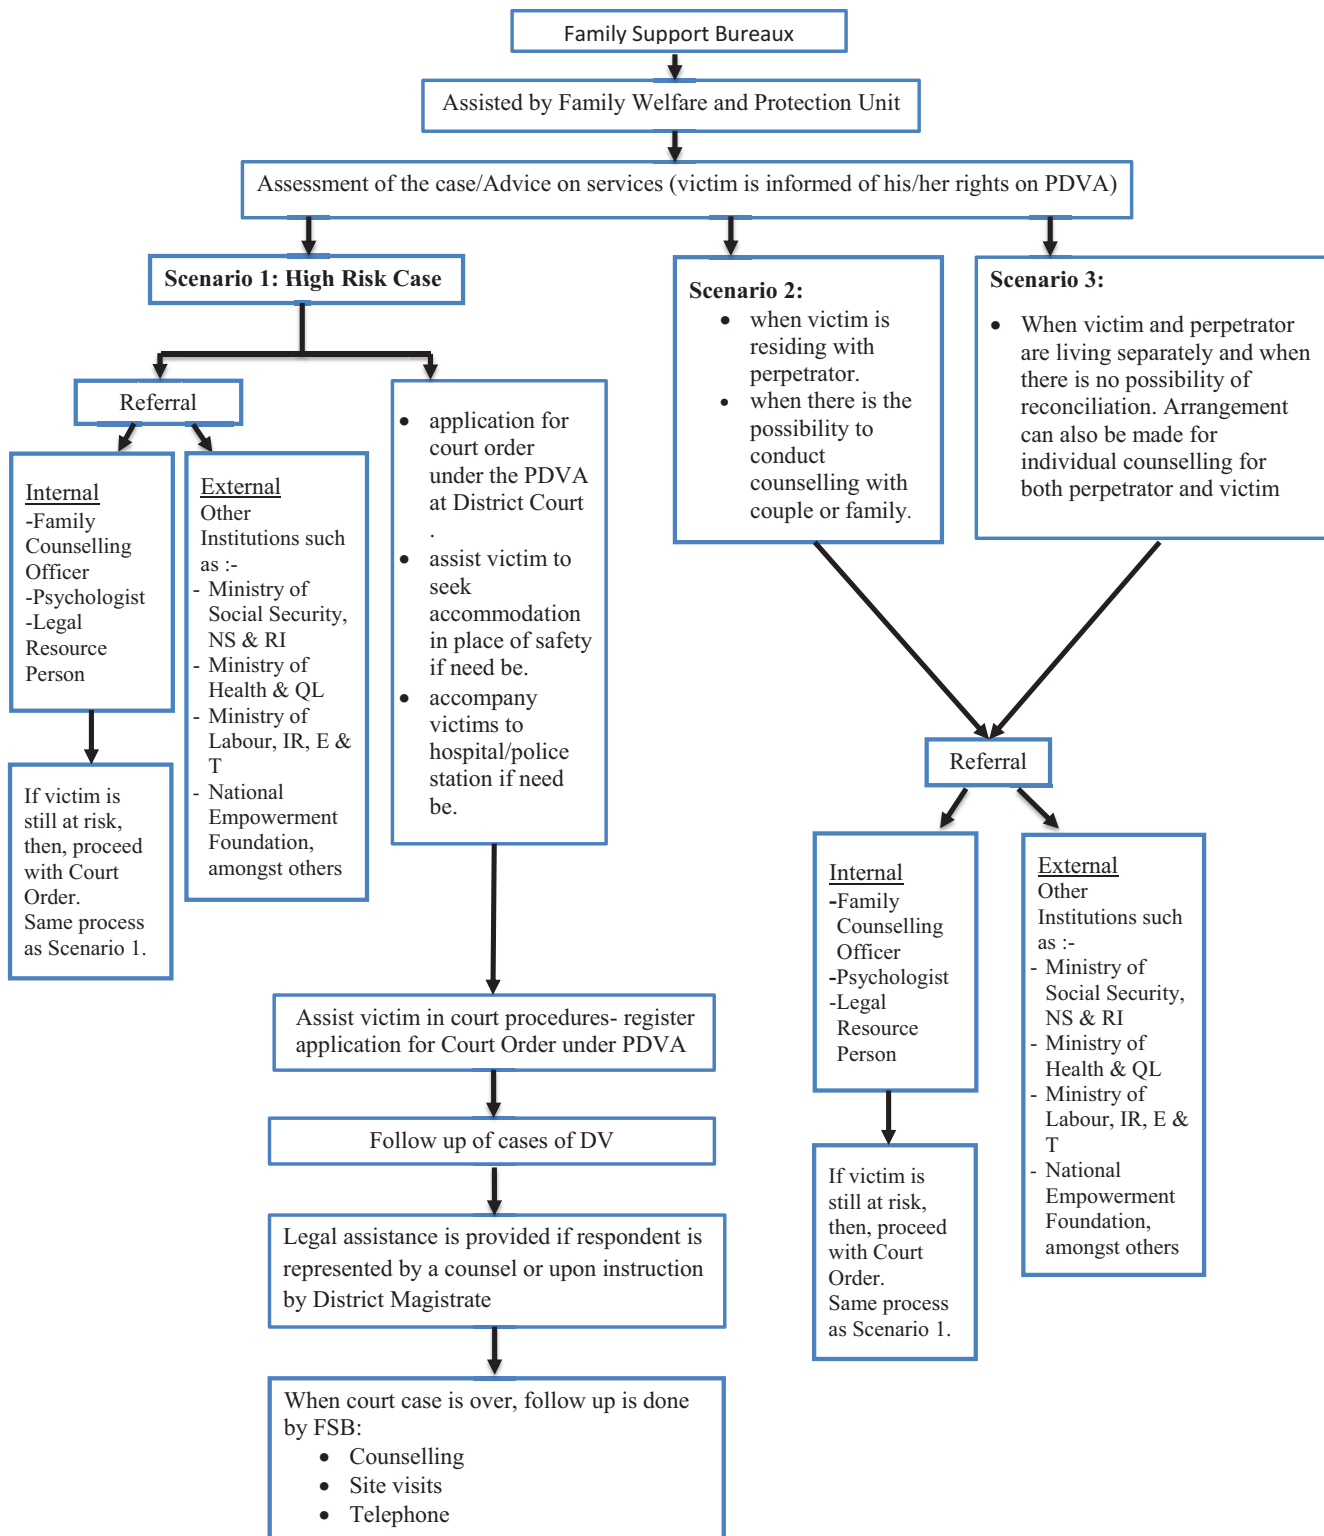 Family Support Bureaux
Assisted by Family Welfare and Protection Unit
Assessment of the case/Advice on services (victim is informed of his/her rights on PDVA)
Scenario 1: High Risk Case
Referral
Internal
-Family
Counselling
Officer
-Psychologist
-Legal
Resource
Person
If victim is
still at risk,
then, proceed
with Court
Order.
Same process
as Scenario 1.
External
Other
Institutions such
as :-
- Ministry of
Social Security,
NS & RI
- Ministry of
Health & QL
- Ministry of
Labour, IR, E &
T
- National
Empowerment
Foundation,
amongst others
• application for
court order
under the PDVA
at District Court
.
• assist victim to
seek
accommodation
in place of safety
if need be.
• accompany
victims to
hospital/police
station if need
be.
Assist victim in court procedures- register
application for Court Order under PDVA
Follow up of cases of DV
Legal assistance is provided if respondent is
represented by a counsel or upon instruction
by District Magistrate
When court case is over, follow up is done
by FSB:
• Counselling
• Site visits
• Telephone
Scenario 2:
• when victim is
residing with
perpetrator.
• when there is the
possibility to
conduct
counselling with
couple or family.
Scenario 3:
• When victim and perpetrator
are living separately and when
there is no possibility of
reconciliation. Arrangement
can also be made for
individual counselling for
both perpetrator and victim
Referral
Internal
-Family
Counselling
Officer
-Psychologist
-Legal
Resource
Person
If victim is
still at risk,
then, proceed
with Court
Order.
Same process
as Scenario 1.
External
Other
Institutions such
as :-
- Ministry of
Social Security,
NS & RI
- Ministry of
Health & QL
- Ministry of
Labour, IR, E &
T
- National
Empowerment
Foundation,
amongst others